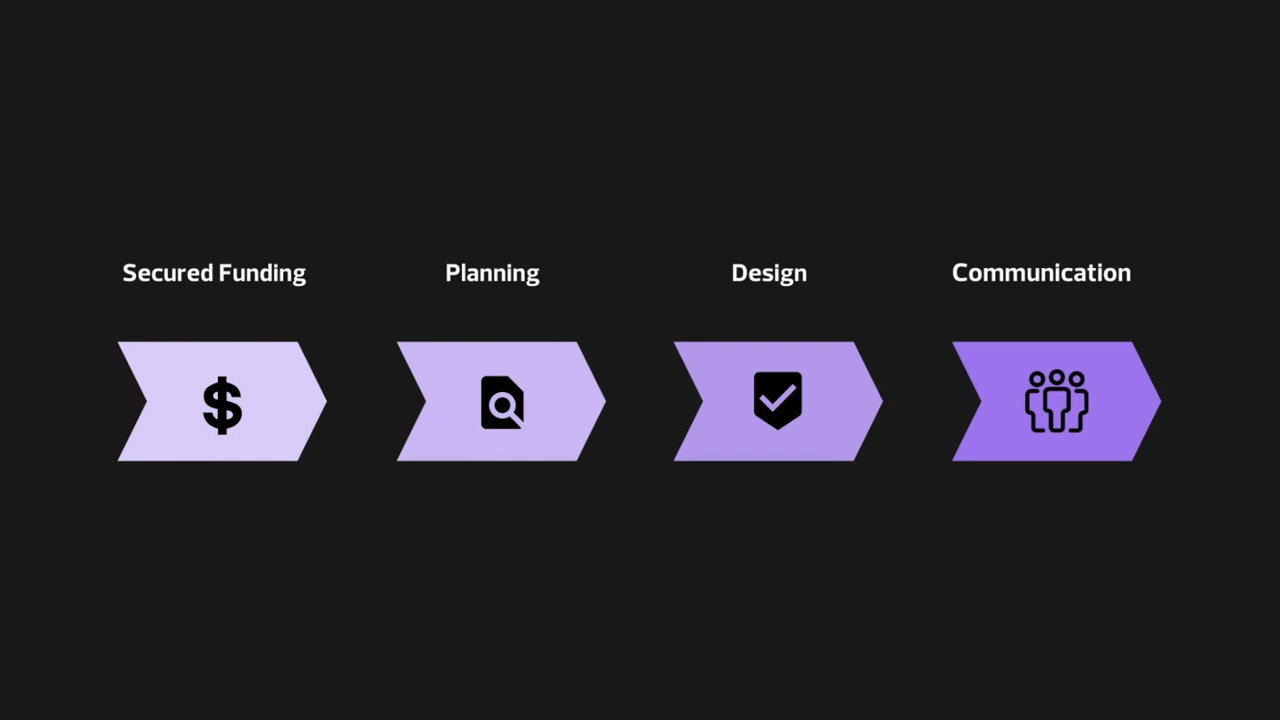 Secured Funding
Planning
Design
Communication
$